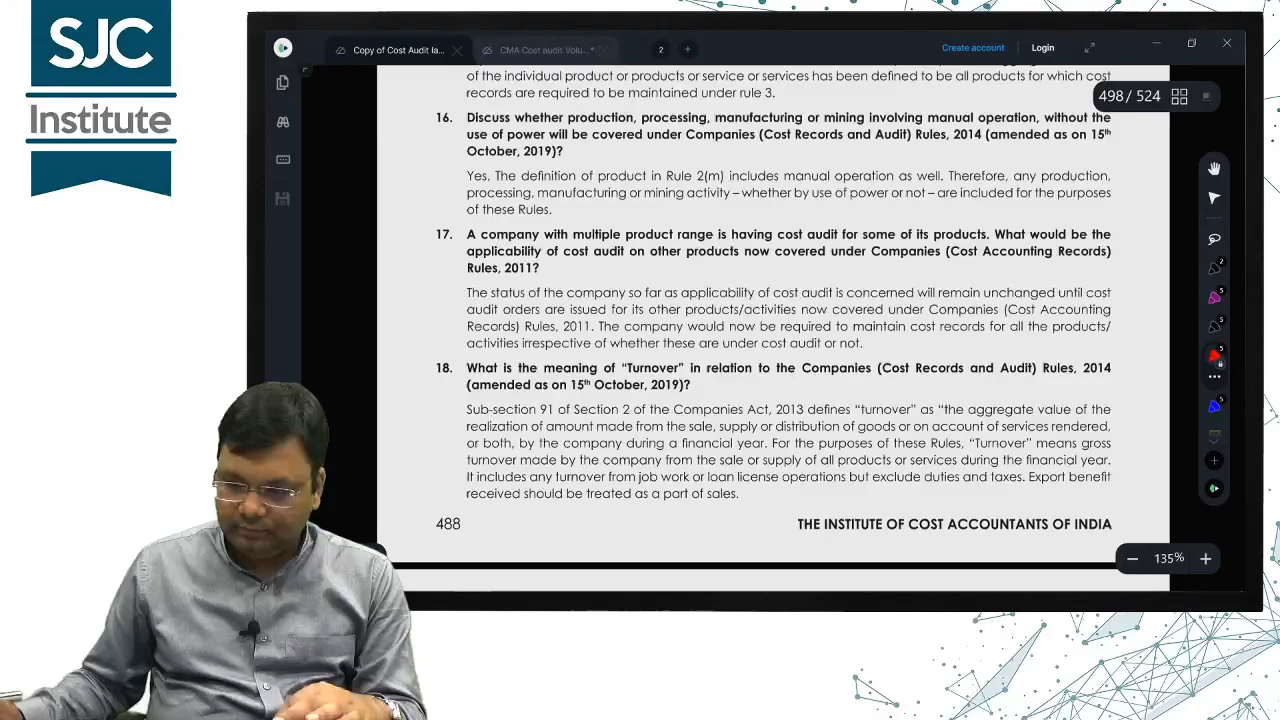 SJC
Institute
Copy of Cost Audit la...
CMA Cost audit Volu... *
2
Create account
Login
498 / 524
of the individual product or products or service or services has been defined to be all products for which cost
records are required to be maintained under rule 3.
16. Discuss whether production, processing, manufacturing or mining involving manual operation, without the
use of power will be covered under Companies (Cost Records and Audit) Rules, 2014 (amended as on 15th
October, 2019)?
Yes. The definition of product in Rule 2(m) includes manual operation as well. Therefore, any production,
processing, manufacturing or mining activity – whether by use of power or not – are included for the purposes
of these Rules.
17. A company with multiple product range is having cost audit for some of its products. What would be the
applicability of cost audit on other products now covered under Companies (Cost Accounting Records)
Rules, 2011?
The status of the company so far as applicability of cost audit is concerned will remain unchanged until cost
audit orders are issued for its other products/activities now covered under Companies (Cost Accounting
Records) Rules, 2011. The company would now be required to maintain cost records for all the products/
activities irrespective of whether these are under cost audit or not.
18. What is the meaning of “Turnover” in relation to the Companies (Cost Records and Audit) Rules, 2014
(amended as on 15th October, 2019)?
Sub-section 91 of Section 2 of the Companies Act, 2013 defines “turnover” as “the aggregate value of the
realization of amount made from the sale, supply or distribution of goods or on account of services rendered,
or both, by the company during a financial year. For the purposes of these Rules, “Turnover” means gross
turnover made by the company from the sale or supply of all products or services during the financial year.
It includes any turnover from job work or loan license operations but exclude duties and taxes. Export benefit
received should be treated as a part of sales.
488
THE INSTITUTE OF COST ACCOUNTANTS OF INDIA
135%
2
5
5
5
5